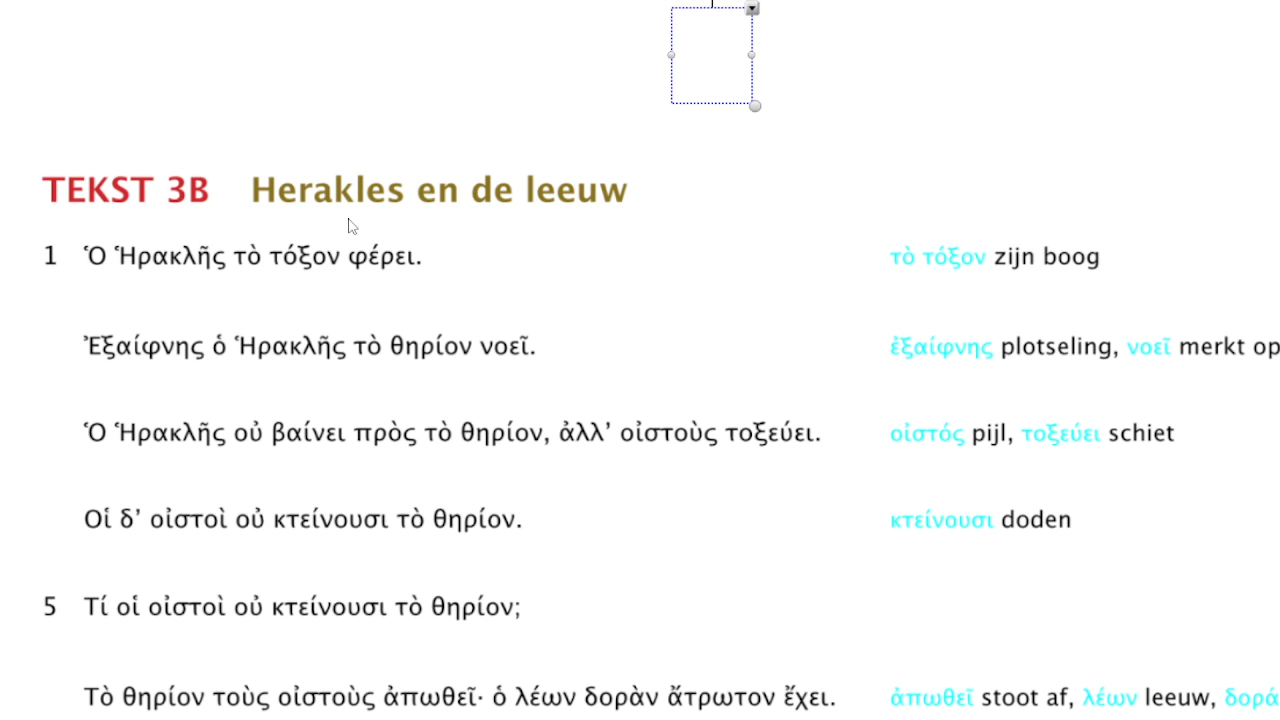 TEKST 3B Herakles en de leeuw
1 Ὁ Ἡρακλῆς τὸ τόξον φέρει. τὸ τόξον zijn boog
Ἐξαίφνης ὁ Ἡρακλῆς τὸ θηρίον νοεῖ. ἐξαίφνης plotseling, νοεῖ merkt op
Ὁ Ἡρακλῆς οὐ βαίνει πρὸς τὸ θηρίον, ἀλλ’ οἰστοὺς τοξεύει. οἰστός pijl, τοξεύει schiet
Οἱ δ’ οἰστοὶ οὐ κτείνουσι τὸ θηρίον. κτείνουσι doden
5 Τί οἱ οἰστοὶ οὐ κτείνουσι τὸ θηρίον;
Τὸ θηρίον τοὺς οἰστοὺς ἀπωθεῖ· ὁ λέων δορὰν ἄτρωτον ἔχει. ἀπωθεῖ stoot af, λέων leeuw, δορά